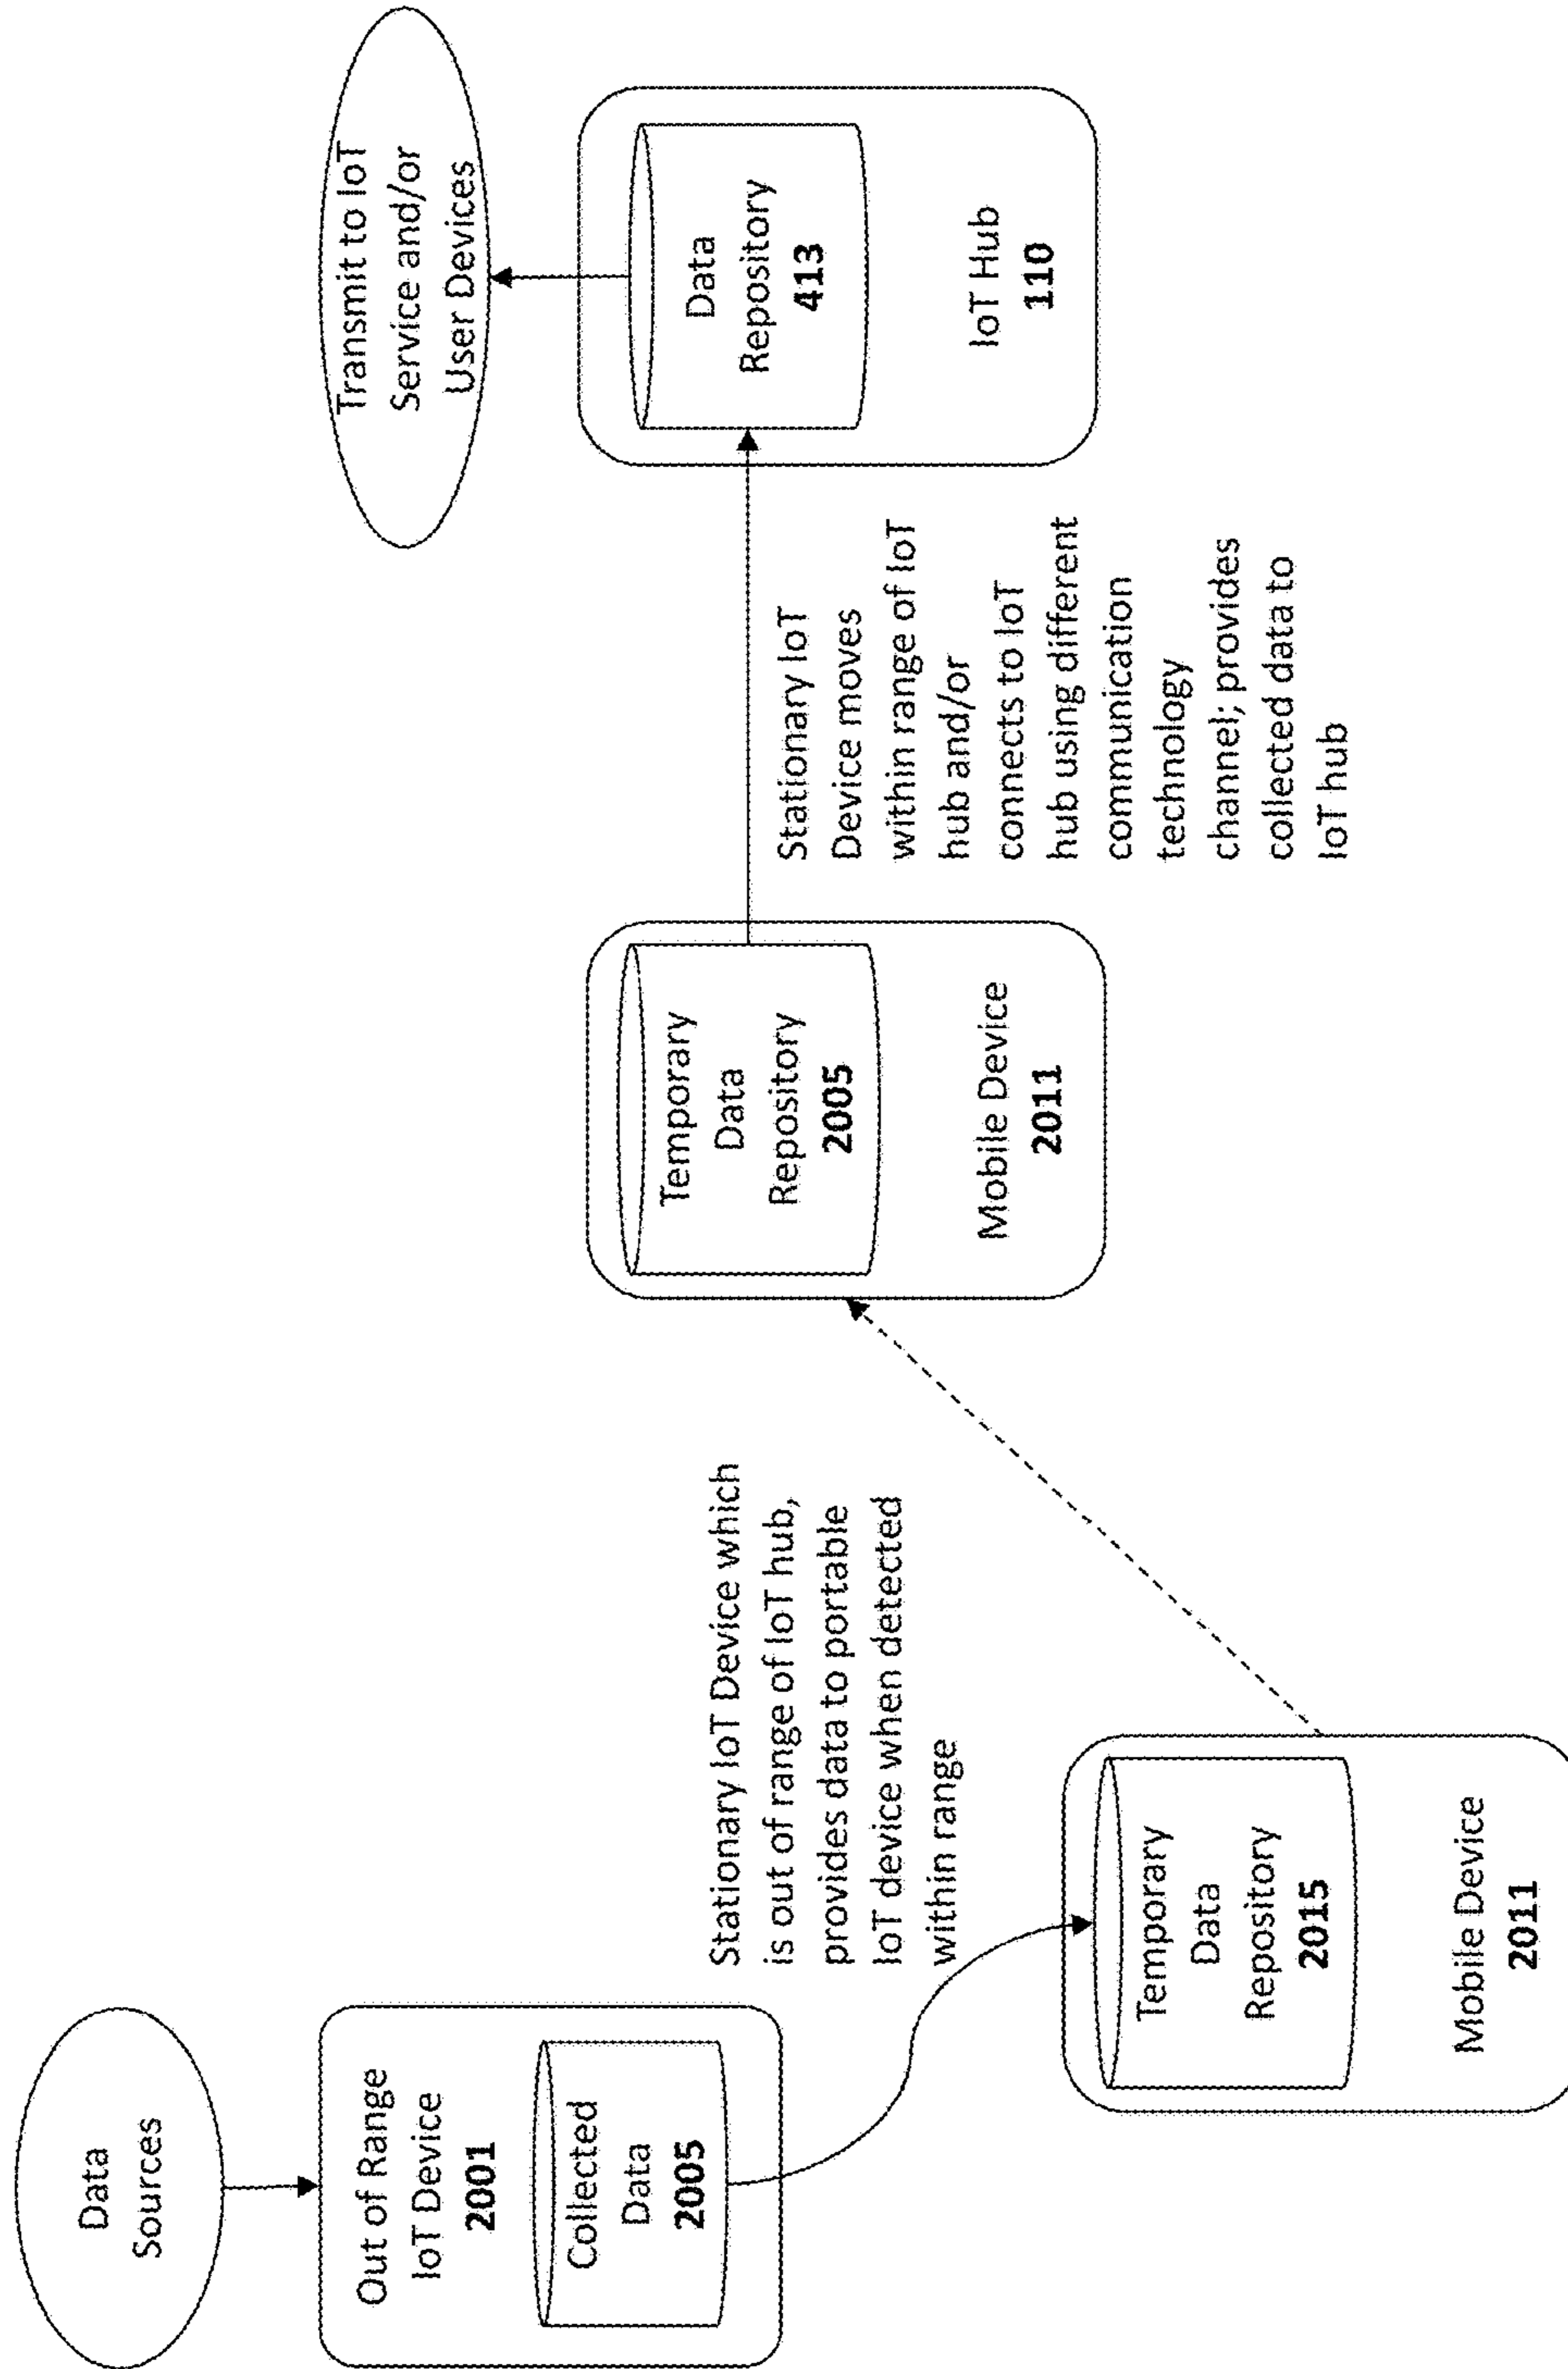 Data
Sources
Out of Range
IoT Device
2001
Collected
Data
2005
Stationary IoT Device which
is out of range of IoT hub,
provides data to portable
IoT device when detected
within range
Temporary
Data
Repository
2015
Mobile Device
2011
Temporary
Data
Repository
2005
Mobile Device
2011
Stationary IoT
Device moves
within range of IoT
hub and/or
connects to IoT
hub using different
communication
technology
channel; provides
collected data to
IoT hub
Transmit to IoT
Service and/or
User Devices
Data
Repository
413
IoT Hub
110